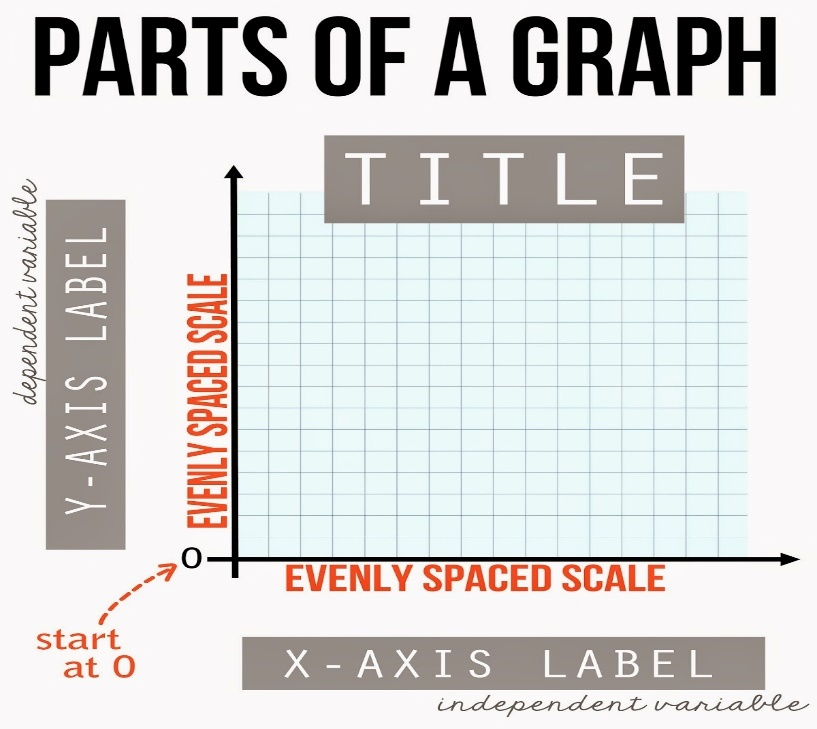 PARTS OF A GRAPH
TITLE
dependent variable
Y-AXIS LABEL
EVENLY SPACED SCALE
0
EVENLY SPACED SCALE
start
at 0
X-AXIS LABEL
independent variable